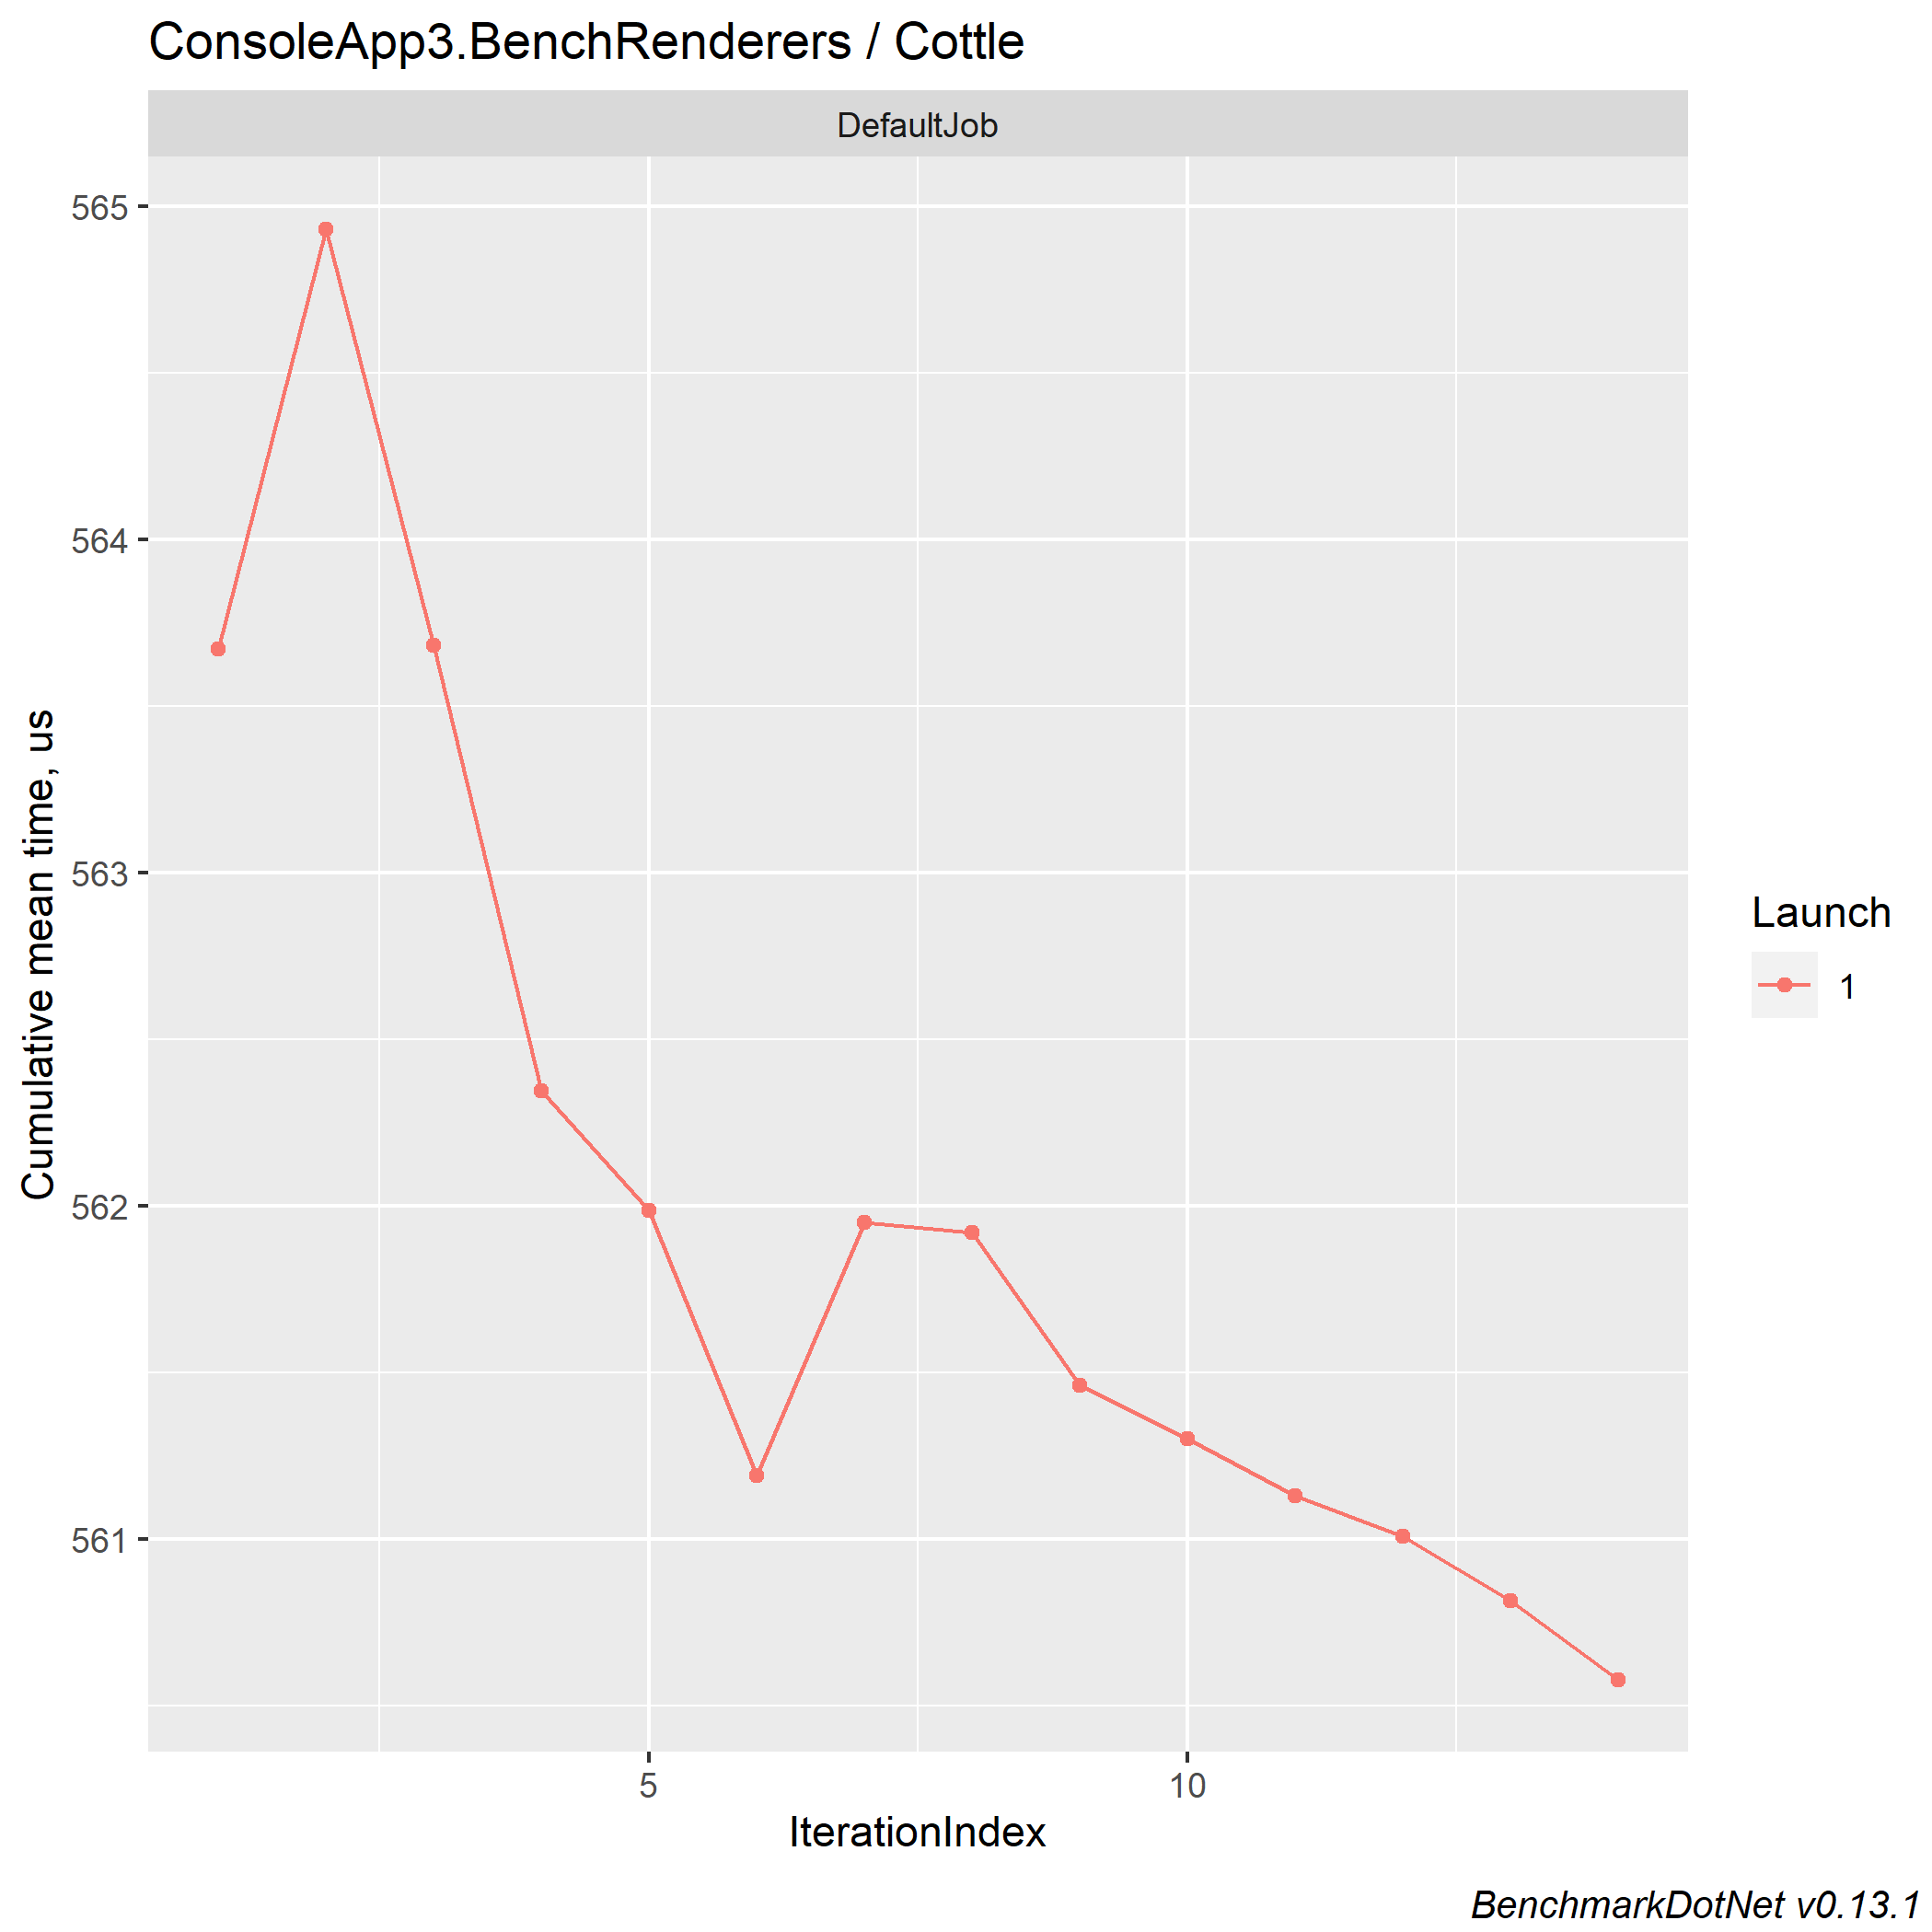 ConsoleApp3.BenchRenderers / Cottle
DefaultJob
565
564
563
562
561
Cumulative mean time, us
5
10
IterationIndex
Launch
1
BenchmarkDotNet v0.13.1